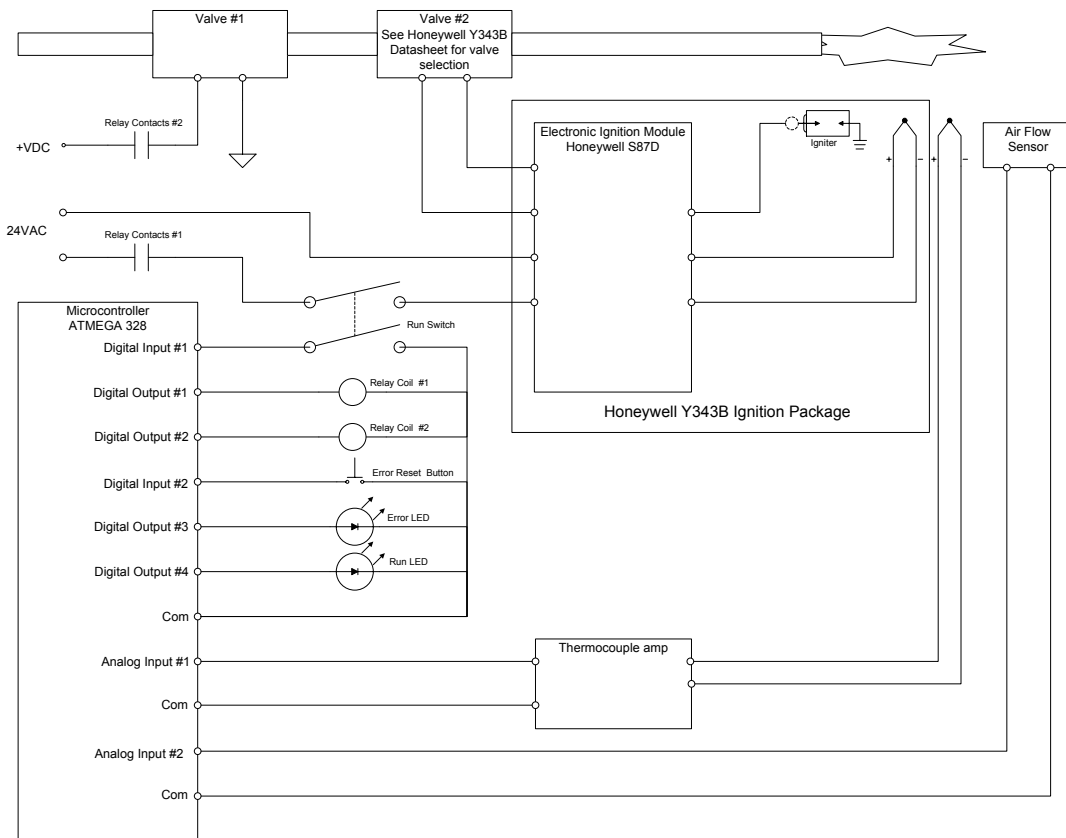 Valve #1
Valve #2
See Honeywell Y343B
Datasheet for valve
selection
Relay Contacts #2
+VDC
Electronic Ignition Module
Honeywell S87D
Igniter
Air Flow
Sensor
+
-
+
-
24VAC
Relay Contacts #1
Microcontroller
ATMEGA 328
Run Switch
Digital Input #1
Digital Output #1
Relay Coil #1
Honeywell Y343B Ignition Package
Digital Output #2
Relay Coil #2
Digital Input #2
Error Reset Button
Digital Output #3
Error LED
Digital Output #4
Run LED
Com
Analog Input #1
Thermocouple amp
Com
Analog Input #2
Com